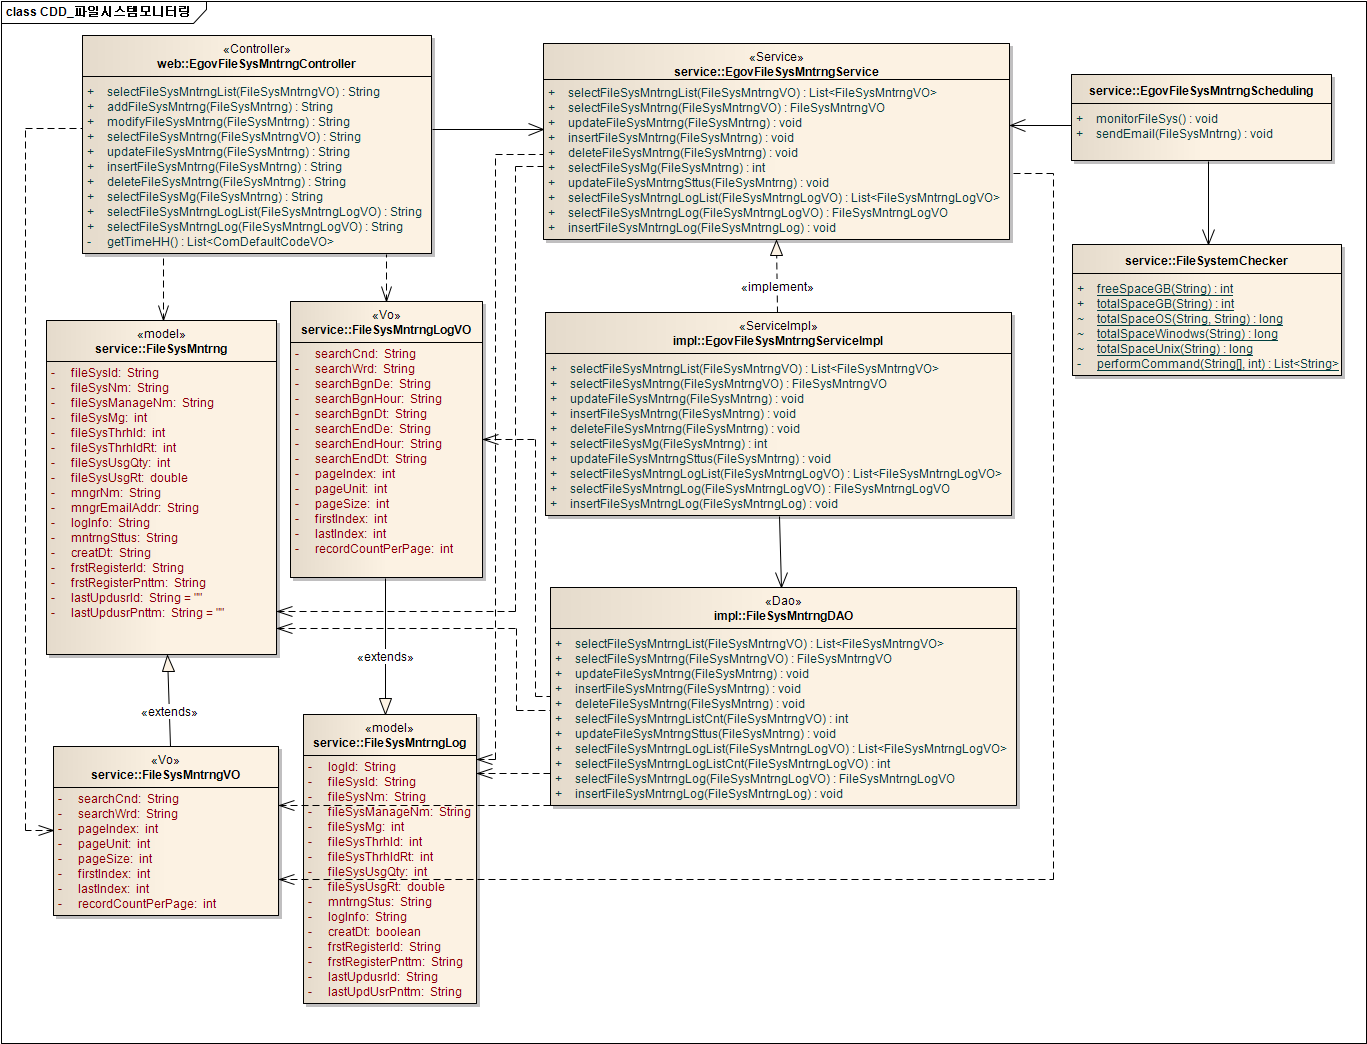 class CDD_파일시스템모니터링
«Controller»
web::EgovFileSysMntrngController
+ selectFileSysMntrngList(FileSysMntrngVO) : String
+ addFileSysMntrng(FileSysMntrng) : String
+ modifyFileSysMntrng(FileSysMntrng) : String
+ selectFileSysMntrng(FileSysMntrngVO) : String
+ updateFileSysMntrng(FileSysMntrng) : String
+ insertFileSysMntrng(FileSysMntrng) : String
+ deleteFileSysMntrng(FileSysMntrng) : String
+ selectFileSysMg(FileSysMntrng) : String
+ selectFileSysMntrngLogList(FileSysMntrngLogVO) : String
+ selectFileSysMntrngLog(FileSysMntrngLogVO) : String
- getTimeHH() : List<ComDefaultCodeVO>
«Service»
service::EgovFileSysMntrngService
+ selectFileSysMntrngList(FileSysMntrngVO) : List<FileSysMntrngVO>
+ selectFileSysMntrng(FileSysMntrngVO) : FileSysMntrngVO
+ updateFileSysMntrng(FileSysMntrng) : void
+ insertFileSysMntrng(FileSysMntrng) : void
+ deleteFileSysMntrng(FileSysMntrng) : void
+ selectFileSysMg(FileSysMntrng) : int
+ updateFileSysMntrngSttus(FileSysMntrng) : void
+ selectFileSysMntrngLogList(FileSysMntrngLogVO) : List<FileSysMntrngLogVO>
+ selectFileSysMntrngLog(FileSysMntrngLogVO) : FileSysMntrngLogVO
+ insertFileSysMntrngLog(FileSysMntrngLog) : void
service::EgovFileSysMntrngScheduling
+ monitorFileSys() : void
+ sendEmail(FileSysMntrng) : void
service::FileSystemChecker
+ freeSpaceGB(String) : int
+ totalSpaceGB(String) : int
~ totalSpaceOS(String, String) : long
~ totalSpaceWinodws(String) : long
~ totalSpaceUnix(String) : long
- performCommand(String[], int) : List<String>
«implement»
«model»
service::FileSysMntrng
- fileSysId: String
- fileSysNm: String
- fileSysManageNm: String
- fileSysMg: int
- fileSysThrhld: int
- fileSysThrhldRt: int
- fileSysUsgQty: int
- fileSysUsgRt: double
- mngrNm: String
- mngrEmailAddr: String
- logInfo: String
- mntrngSttus: String
- creatDt: String
- frstRegisterId: String
- frstRegisterPnttm: String
- lastUpdusrId: String = ""
- lastUpdusrPnttm: String = ""
«Vo»
service::FileSysMntrngLogVO
- searchCnd: String
- searchWrd: String
- searchBgnDe: String
- searchBgnHour: String
- searchBgnDt: String
- searchEndDe: String
- searchEndHour: String
- searchEndDt: String
- pageIndex: int
- pageUnit: int
- pageSize: int
- firstIndex: int
- lastIndex: int
- recordCountPerPage: int
«ServiceImpl»
impl::EgovFileSysMntrngServiceImpl
+ selectFileSysMntrngList(FileSysMntrngVO) : List<FileSysMntrngVO>
+ selectFileSysMntrng(FileSysMntrngVO) : FileSysMntrngVO
+ updateFileSysMntrng(FileSysMntrng) : void
+ insertFileSysMntrng(FileSysMntrng) : void
+ deleteFileSysMntrng(FileSysMntrng) : void
+ selectFileSysMg(FileSysMntrng) : int
+ updateFileSysMntrngSttus(FileSysMntrng) : void
+ selectFileSysMntrngLogList(FileSysMntrngLogVO) : List<FileSysMntrngLogVO>
+ selectFileSysMntrngLog(FileSysMntrngLogVO) : FileSysMntrngLogVO
+ insertFileSysMntrngLog(FileSysMntrngLog) : void
«Dao»
impl::FileSysMntrngDAO
+ selectFileSysMntrngList(FileSysMntrngVO) : List<FileSysMntrngVO>
+ selectFileSysMntrng(FileSysMntrngVO) : FileSysMntrngVO
+ updateFileSysMntrng(FileSysMntrng) : void
+ insertFileSysMntrng(FileSysMntrng) : void
+ deleteFileSysMntrng(FileSysMntrng) : void
+ selectFileSysMntrngListCnt(FileSysMntrngVO) : int
+ updateFileSysMntrngSttus(FileSysMntrng) : void
+ selectFileSysMntrngLogList(FileSysMntrngLogVO) : List<FileSysMntrngLogVO>
+ selectFileSysMntrngLogListCnt(FileSysMntrngLogVO) : int
+ selectFileSysMntrngLog(FileSysMntrngLogVO) : FileSysMntrngLogVO
+ insertFileSysMntrngLog(FileSysMntrngLog) : void
«extends»
«extends»
«Vo»
service::FileSysMntrngVO
- searchCnd: String
- searchWrd: String
- pageIndex: int
- pageUnit: int
- pageSize: int
- firstIndex: int
- lastIndex: int
- recordCountPerPage: int
«model»
service::FileSysMntrngLog
- logId: String
- fileSysId: String
- fileSysNm: String
- fileSysManageNm: String
- fileSysMg: int
- fileSysThrhld: int
- fileSysThrhldRt: int
- fileSysUsgQty: int
- fileSysUsgRt: double
- mntrngStus: String
- logInfo: String
- creatDt: boolean
- frstRegisterId: String
- frstRegisterPnttm: String
- lastUpdusrId: String
- lastUpdUsrPnttm: String